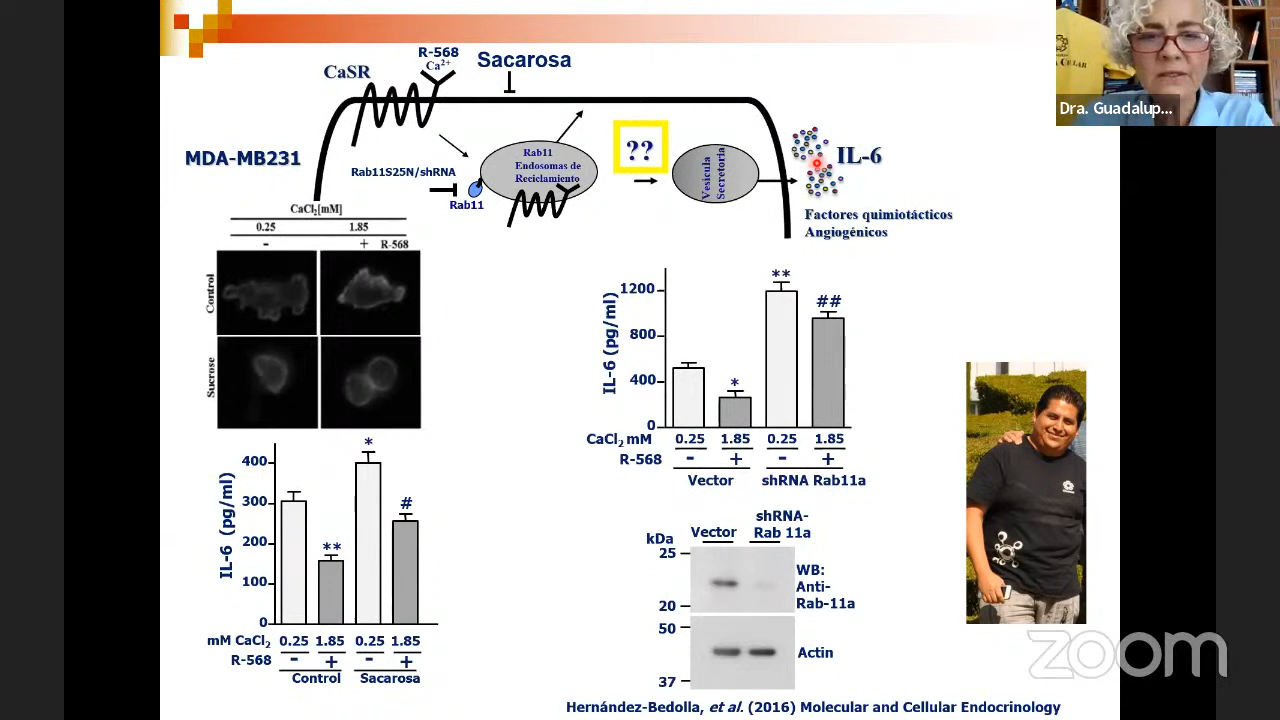 R-568
Ca²⁺
Sacarosa
CaSR
Dra. Guadalup...
MDA-MB231
Rab11S25N/shRNA
Rab11
Rab11
Endosomas de
Reciclamiento
??
Vesicula
Secretoria
IL-6
Factores quimiotácticos
Angiogénicos
CaCl₂[mM]
0.25 1.85
- + R-568
Control
Sucrose
IL-6 (pg/ml)
400
300
200
100
0
*
**
#
mM CaCl₂ 0.25 1.85 0.25 1.85
R-568 - + - +
Control Sacarosa
IL-6 (pg/ml)
1200
800
400
0
**
##
*
CaCl₂ mM 0.25 1.85 0.25 1.85
R-568 - + - +
Vector shRNA Rab11a
shRNA-
Vector Rab 11a
kDa
25
20
WB:
Anti-
Rab-11a
50
37
Actin
zoom
Hernández-Bedolla, et al. (2016) Molecular and Cellular Endocrinology